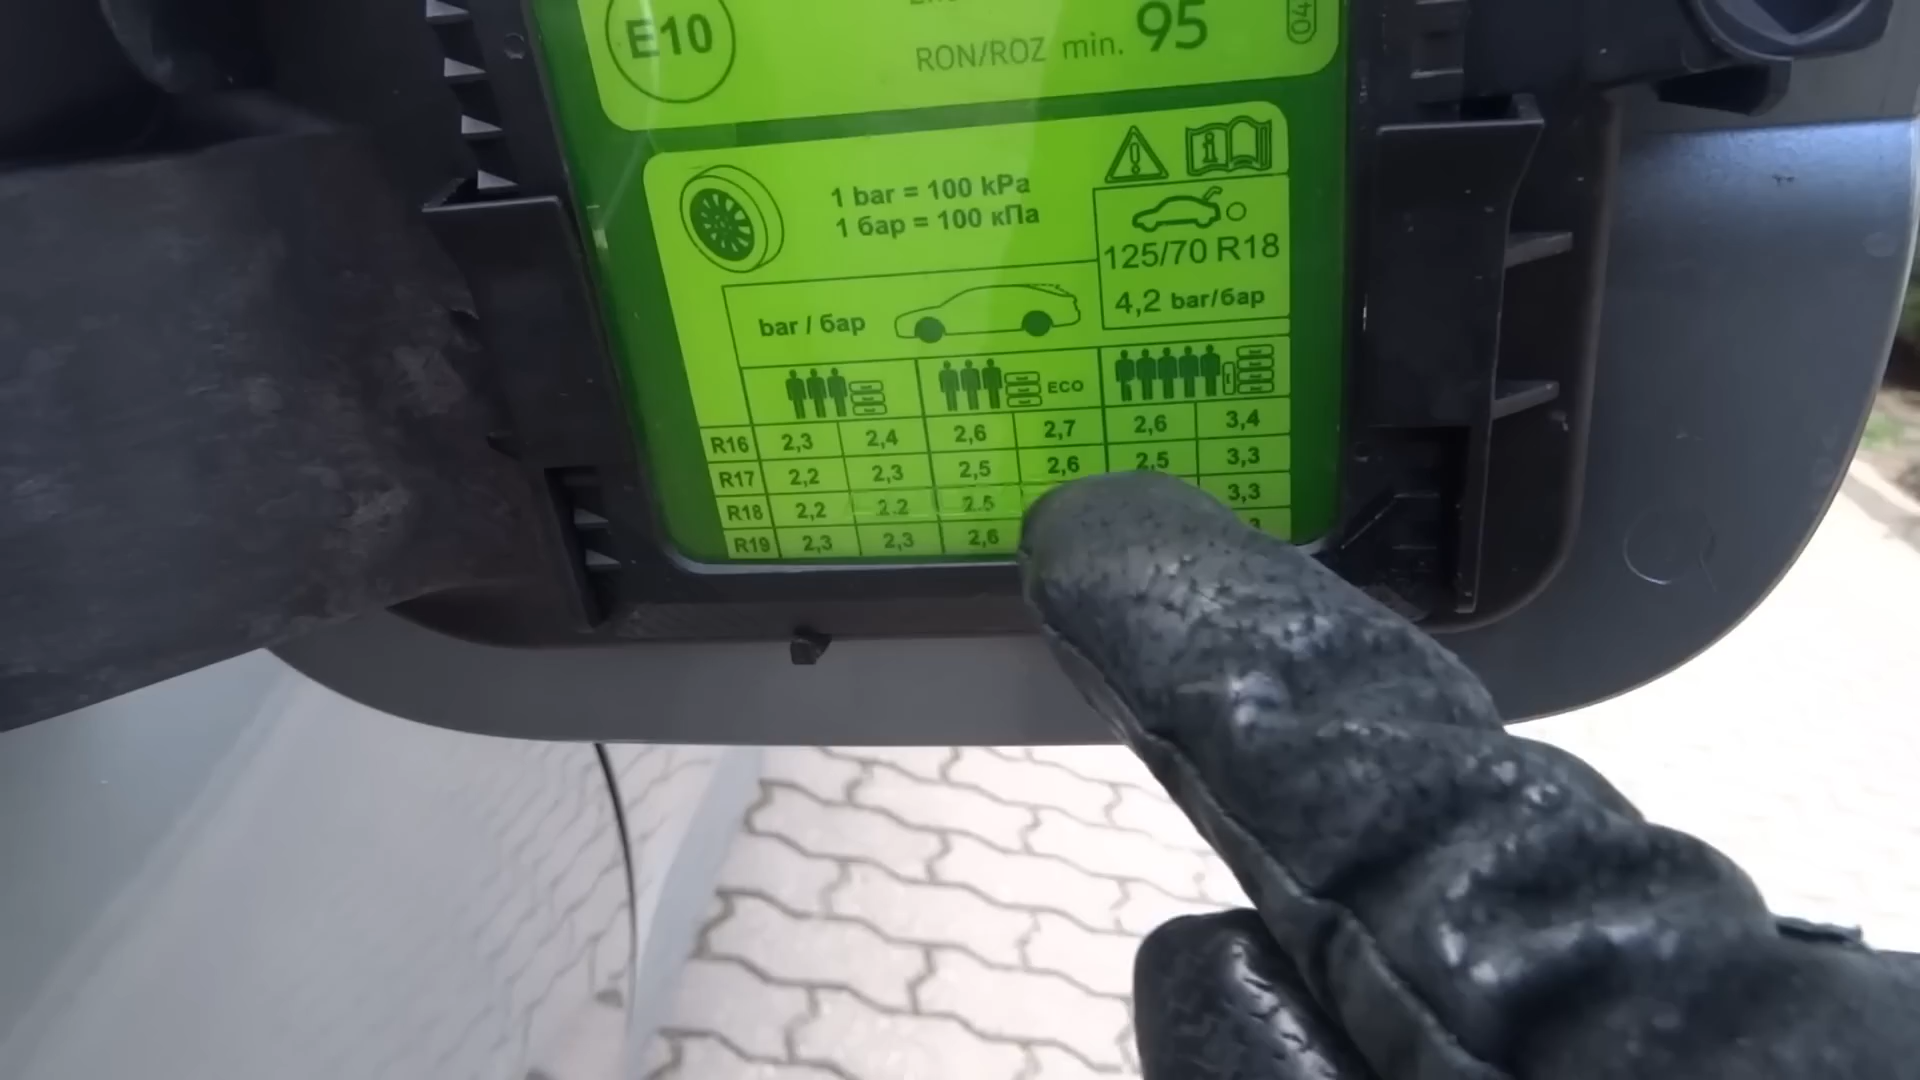 E10
RON/ROZ min. 95
04
1 bar = 100 kPa
1 бар = 100 кПа
125/70 R18
4,2 bar/бар
bar / бар
ECO
R16 2,3 2,4 2,6 2,7 2,6 3,4
R17 2,2 2,3 2,5 2,6 2,5 3,3
R18 2,2 2.2 2.5 3,3
R19 2,3 2,3 2,6